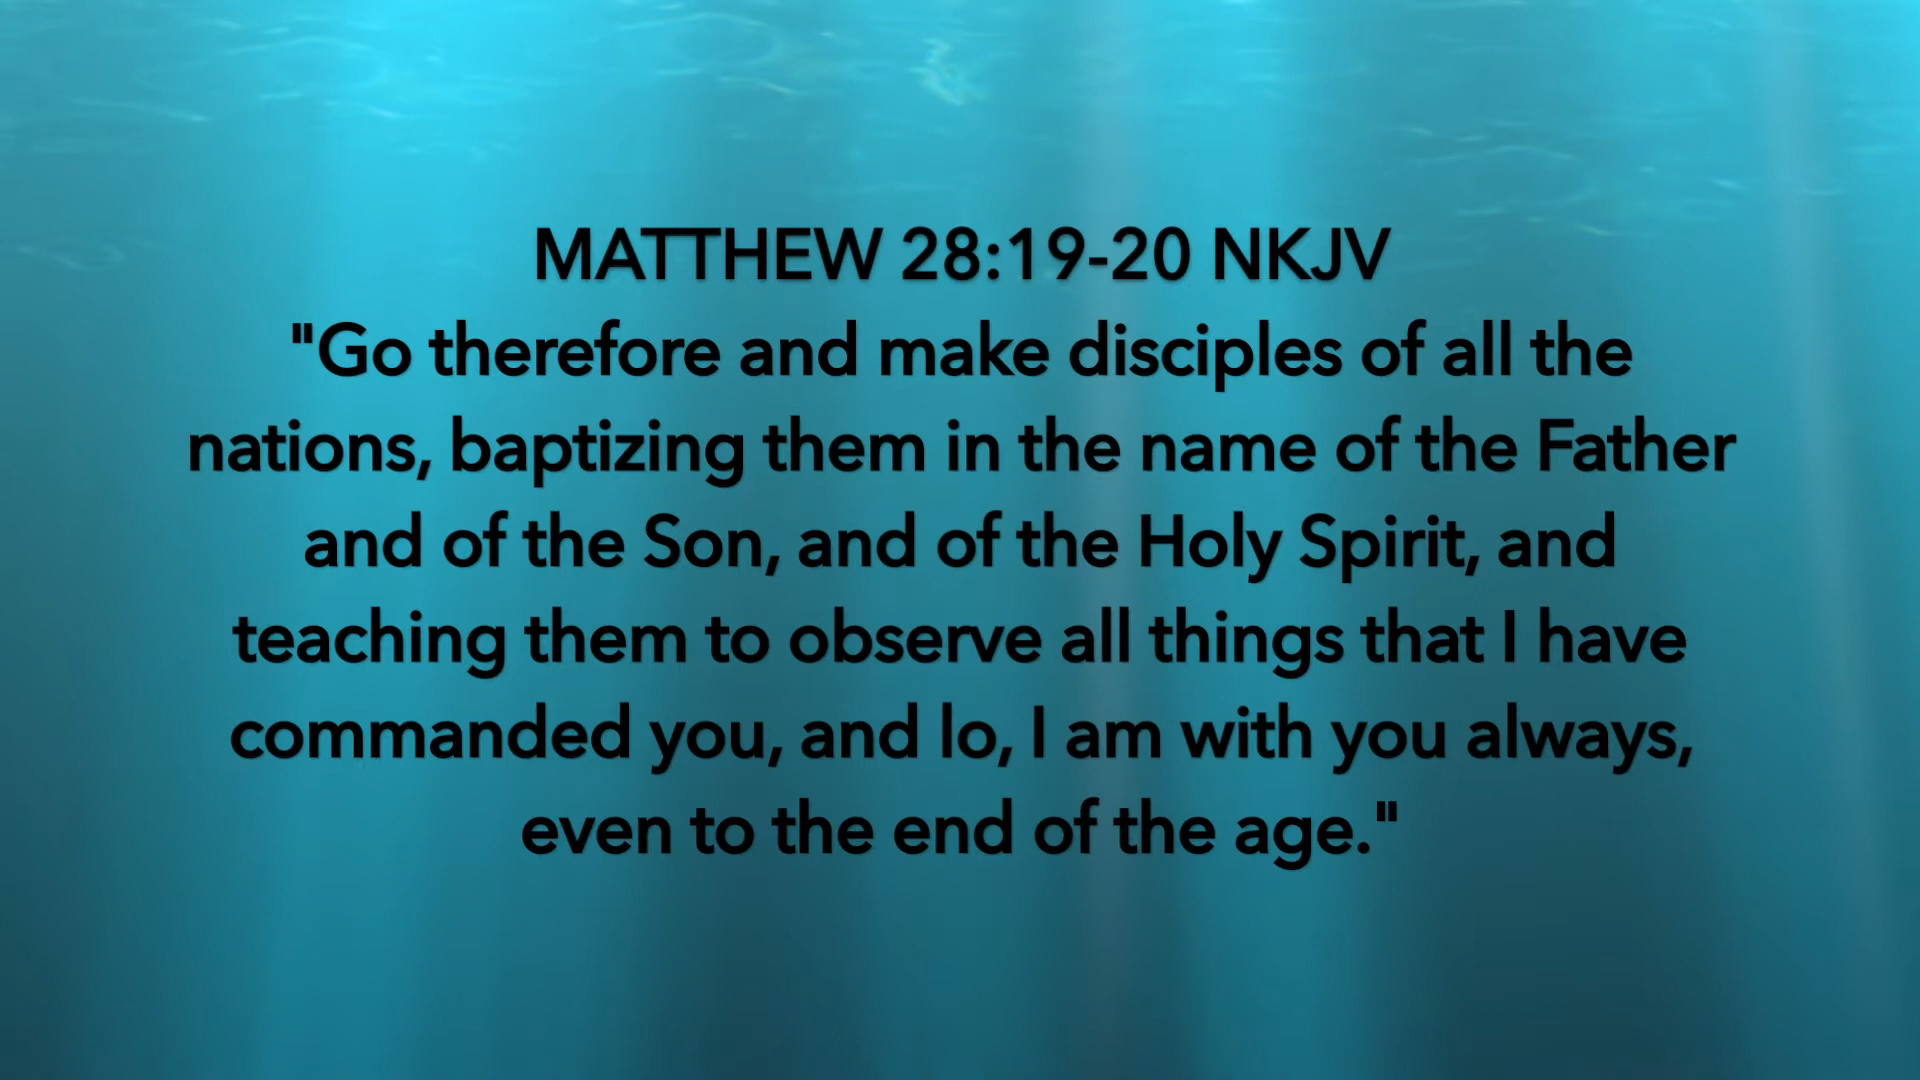 MATTHEW 28:19-20 NKJV
"Go therefore and make disciples of all the
nations, baptizing them in the name of the Father
and of the Son, and of the Holy Spirit, and
teaching them to observe all things that I have
commanded you, and lo, I am with you always,
even to the end of the age."